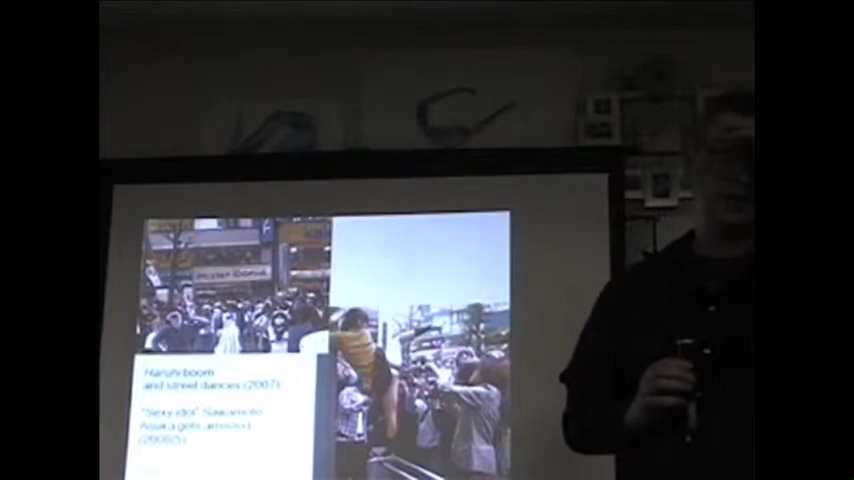 Haruhi boom
and street dances (2007)
"Sexy idol" Sawamoto
Asuka gets arrested